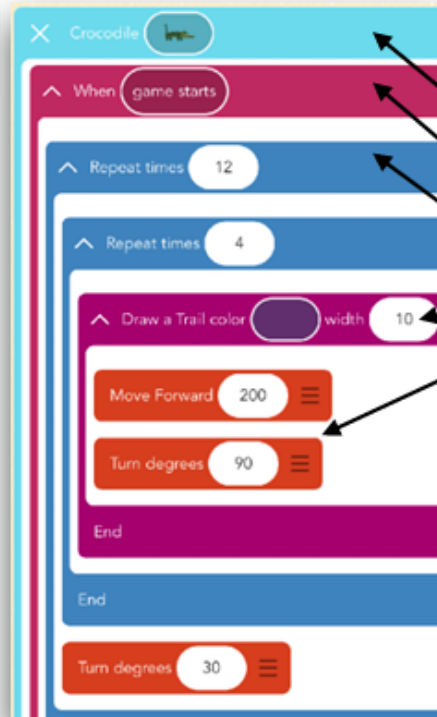 Crocodile
When game starts
Repeat times 12
Repeat times 4
Draw a Trail color width 10
Move Forward 200
Turn degrees 90
End
End
Turn degrees 30